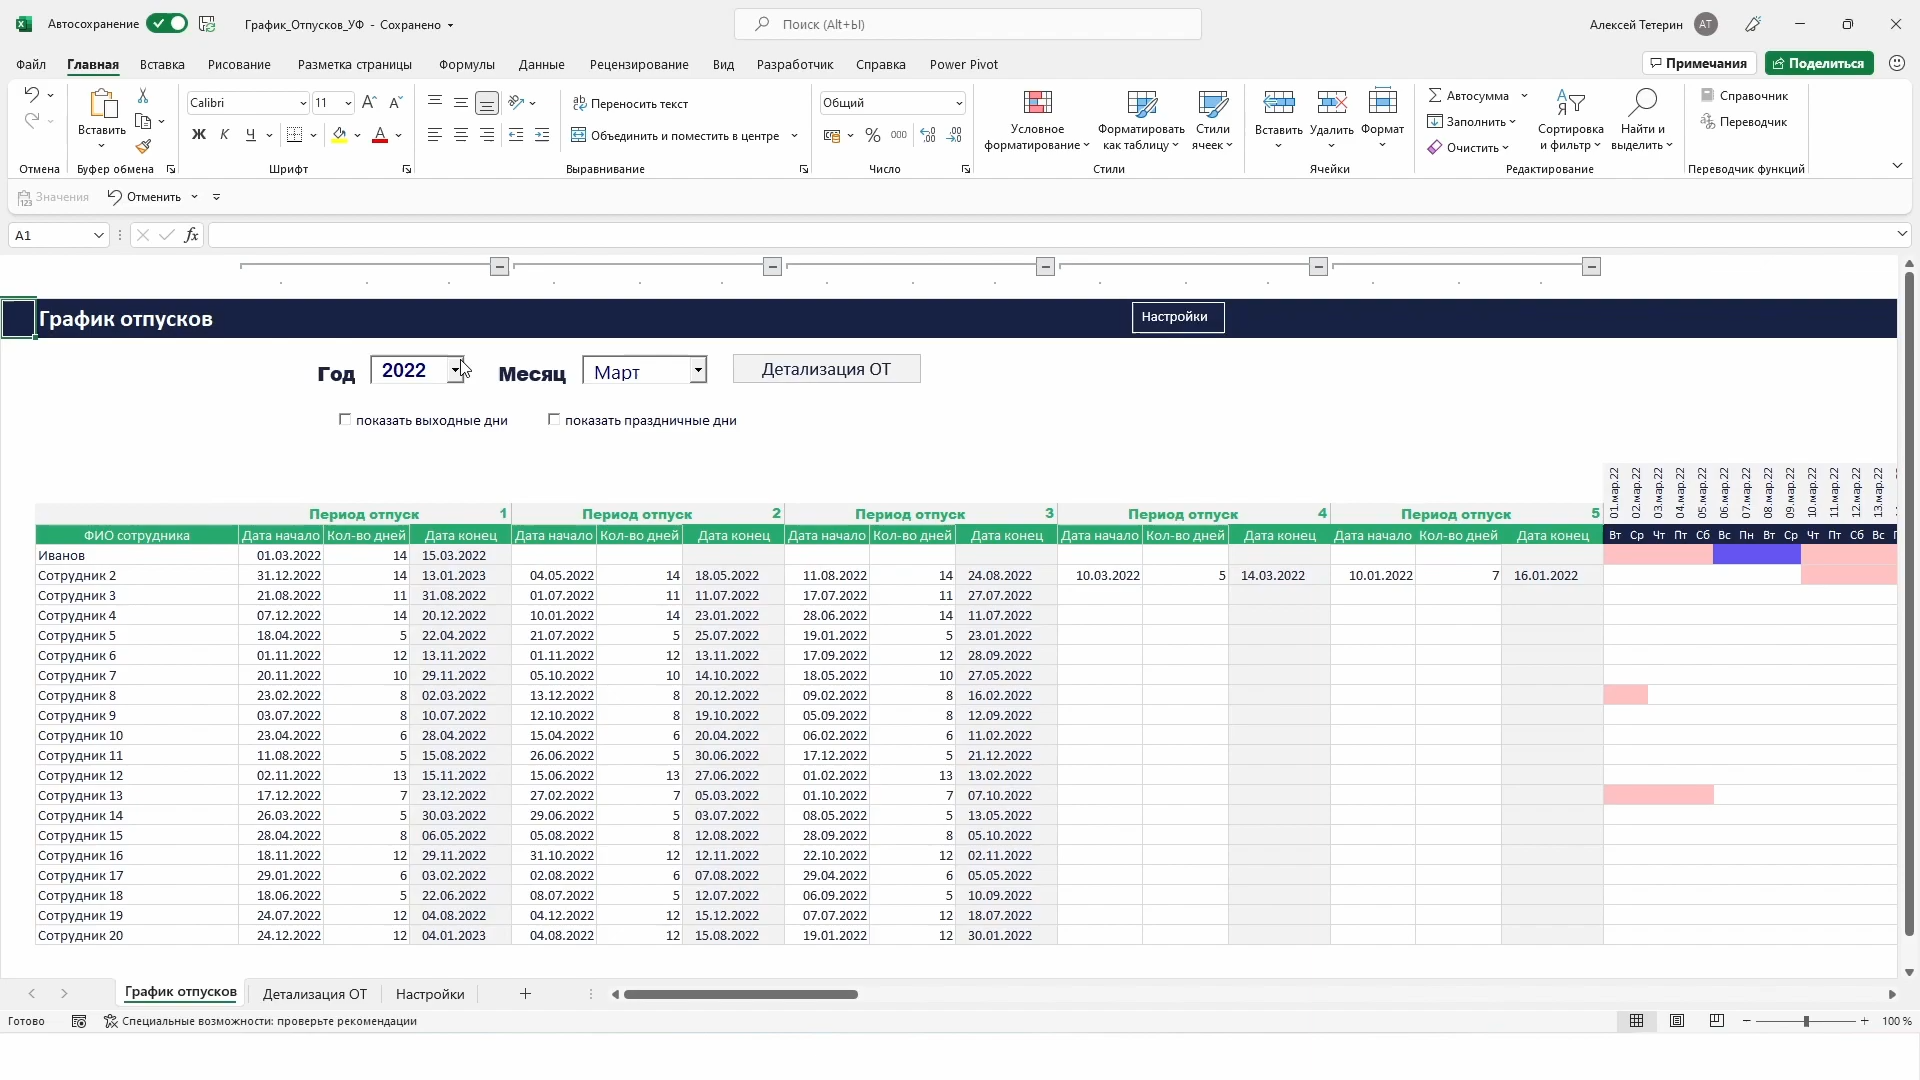 Автосохранение График_Отпусков_УФ - Сохранено Поиск (Alt+Ы) Алексей Тетерин АТ
Файл Главная Вставка Рисование Разметка страницы Формулы Данные Рецензирование Вид Разработчик Справка Power Pivot Примечания Поделиться
Calibri 11 Переносить текст Общий Автосумма Справочник
Вставить Ж К Ч Объединить и поместить в центре % 000 Условное форматирование Форматировать как таблицу Стили ячеек Вставить Удалить Формат Заполнить Очистить Сортировка и фильтр Найти и выделить Переводчик
Отмена Буфер обмена Шрифт Выравнивание Число Стили Ячейки Редактирование Переводчик функций
Значения Отменить
A1 fx
График отпусков Настройки
Год 2022 Месяц Март Детализация ОТ
показать выходные дни показать праздничные дни
01.мар.22 02.мар.22 03.мар.22 04.мар.22 05.мар.22 06.мар.22 07.мар.22 08.мар.22 09.мар.22 10.мар.22 11.мар.22 12.мар.22 13.мар.22
Период отпуск 1 Период отпуск 2 Период отпуск 3 Период отпуск 4 Период отпуск 5
ФИО сотрудника Дата начало Кол-во дней Дата конец Дата начало Кол-во дней Дата конец Дата начало Кол-во дней Дата конец Дата начало Кол-во дней Дата конец Дата начало Кол-во дней Дата конец Вт Ср Чт Пт Сб Вс Пн Вт Ср Чт Пт Сб Вс
Иванов 01.03.2022 14 15.03.2022
Сотрудник 2 31.12.2022 14 13.01.2023 04.05.2022 14 18.05.2022 11.08.2022 14 24.08.2022 10.03.2022 5 14.03.2022 10.01.2022 7 16.01.2022
Сотрудник 3 21.08.2022 11 31.08.2022 01.07.2022 11 11.07.2022 17.07.2022 11 27.07.2022
Сотрудник 4 07.12.2022 14 20.12.2022 10.01.2022 14 23.01.2022 28.06.2022 14 11.07.2022
Сотрудник 5 18.04.2022 5 22.04.2022 21.07.2022 5 25.07.2022 19.01.2022 5 23.01.2022
Сотрудник 6 01.11.2022 12 13.11.2022 01.11.2022 12 13.11.2022 17.09.2022 12 28.09.2022
Сотрудник 7 20.11.2022 10 29.11.2022 05.10.2022 10 14.10.2022 18.05.2022 10 27.05.2022
Сотрудник 8 23.02.2022 8 02.03.2022 13.12.2022 8 20.12.2022 09.02.2022 8 16.02.2022
Сотрудник 9 03.07.2022 8 10.07.2022 12.10.2022 8 19.10.2022 05.09.2022 8 12.09.2022
Сотрудник 10 23.04.2022 6 28.04.2022 15.04.2022 6 20.04.2022 06.02.2022 6 11.02.2022
Сотрудник 11 11.08.2022 5 15.08.2022 26.06.2022 5 30.06.2022 17.12.2022 5 21.12.2022
Сотрудник 12 02.11.2022 13 15.11.2022 15.06.2022 13 27.06.2022 01.02.2022 13 13.02.2022
Сотрудник 13 17.12.2022 7 23.12.2022 27.02.2022 7 05.03.2022 01.10.2022 7 07.10.2022
Сотрудник 14 26.03.2022 5 30.03.2022 29.06.2022 5 03.07.2022 08.05.2022 5 13.05.2022
Сотрудник 15 28.04.2022 8 06.05.2022 05.08.2022 8 12.08.2022 28.09.2022 8 05.10.2022
Сотрудник 16 18.11.2022 12 29.11.2022 31.10.2022 12 12.11.2022 22.10.2022 12 02.11.2022
Сотрудник 17 29.01.2022 6 03.02.2022 02.08.2022 6 07.08.2022 29.04.2022 6 05.05.2022
Сотрудник 18 18.06.2022 5 22.06.2022 08.07.2022 5 12.07.2022 06.09.2022 5 10.09.2022
Сотрудник 19 24.07.2022 12 04.08.2022 04.12.2022 12 15.12.2022 07.07.2022 12 18.07.2022
Сотрудник 20 24.12.2022 12 04.01.2023 04.08.2022 12 15.08.2022 19.01.2022 12 30.01.2022
График отпусков Детализация ОТ Настройки
Готово Специальные возможности: проверьте рекомендации 100 %